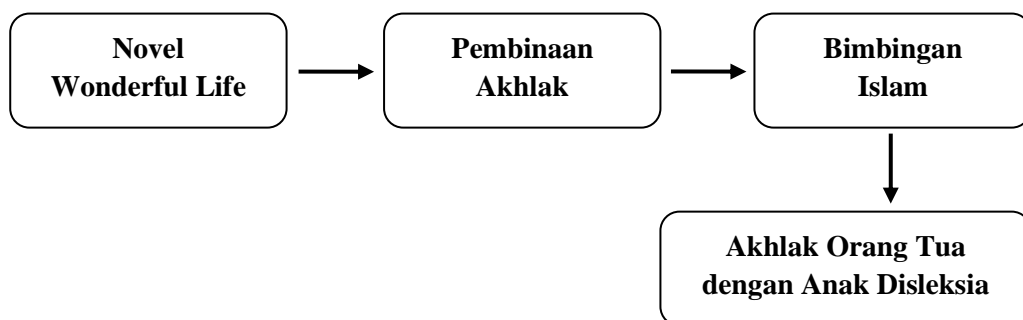 Novel
Wonderful Life
Pembinaan
Akhlak
Bimbingan
Islam
Akhlak Orang Tua
dengan Anak Disleksia